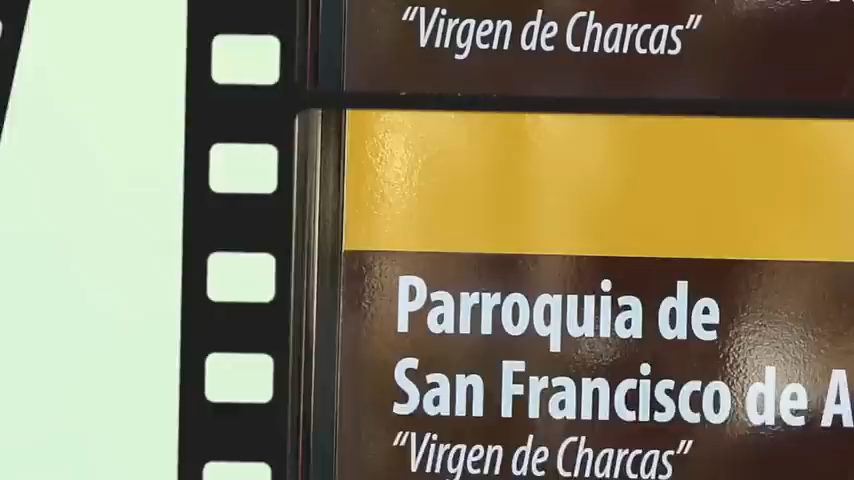 “Virgen de Charcas”
Parroquia de
San Francisco de A
“Virgen de Charcas”